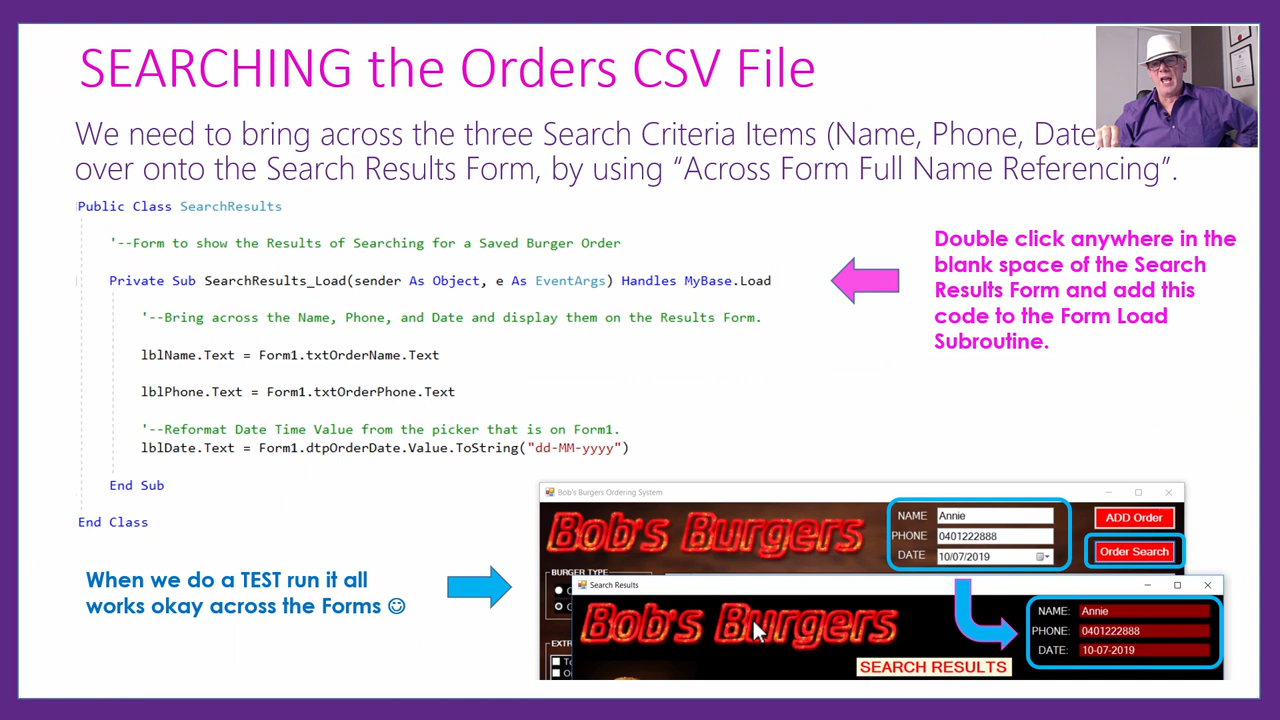 SEARCHING the Orders CSV File
We need to bring across the three Search Criteria Items (Name, Phone, Date,
over onto the Search Results Form, by using “Across Form Full Name Referencing”.
Public Class SearchResults
'--Form to show the Results of Searching for a Saved Burger Order
Private Sub SearchResults_Load(sender As Object, e As EventArgs) Handles MyBase.Load
'--Bring across the Name, Phone, and Date and display them on the Results Form.
lblName.Text = Form1.txtOrderName.Text
lblPhone.Text = Form1.txtOrderPhone.Text
'--Reformat Date Time Value from the picker that is on Form1.
lblDate.Text = Form1.dtpOrderDate.Value.ToString("dd-MM-yyyy")
End Sub
End Class
Double click anywhere in the
blank space of the Search
Results Form and add this
code to the Form Load
Subroutine.
When we do a TEST run it all
works okay across the Forms ☺
Bob's Burgers Ordering System
Bob's Burgers
NAME Annie
PHONE 0401222888
DATE 10/07/2019
ADD Order
Order Search
BURGER TYPE
Search Results
Bob's Burgers
NAME: Annie
PHONE: 0401222888
DATE: 10-07-2019
SEARCH RESULTS